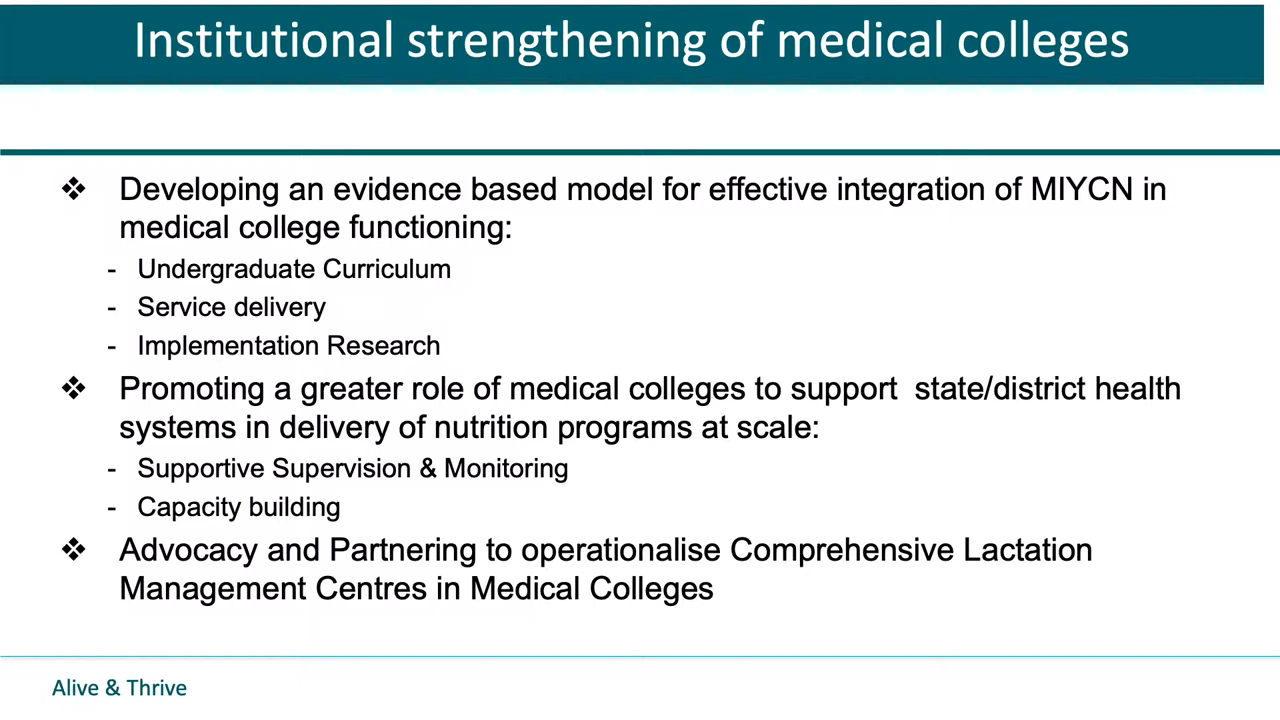 Institutional strengthening of medical colleges
❖ Developing an evidence based model for effective integration of MIYCN in
medical college functioning:
- Undergraduate Curriculum
- Service delivery
- Implementation Research
❖ Promoting a greater role of medical colleges to support  state/district health
systems in delivery of nutrition programs at scale:
- Supportive Supervision & Monitoring
- Capacity building
❖ Advocacy and Partnering to operationalise Comprehensive Lactation
Management Centres in Medical Colleges
Alive & Thrive